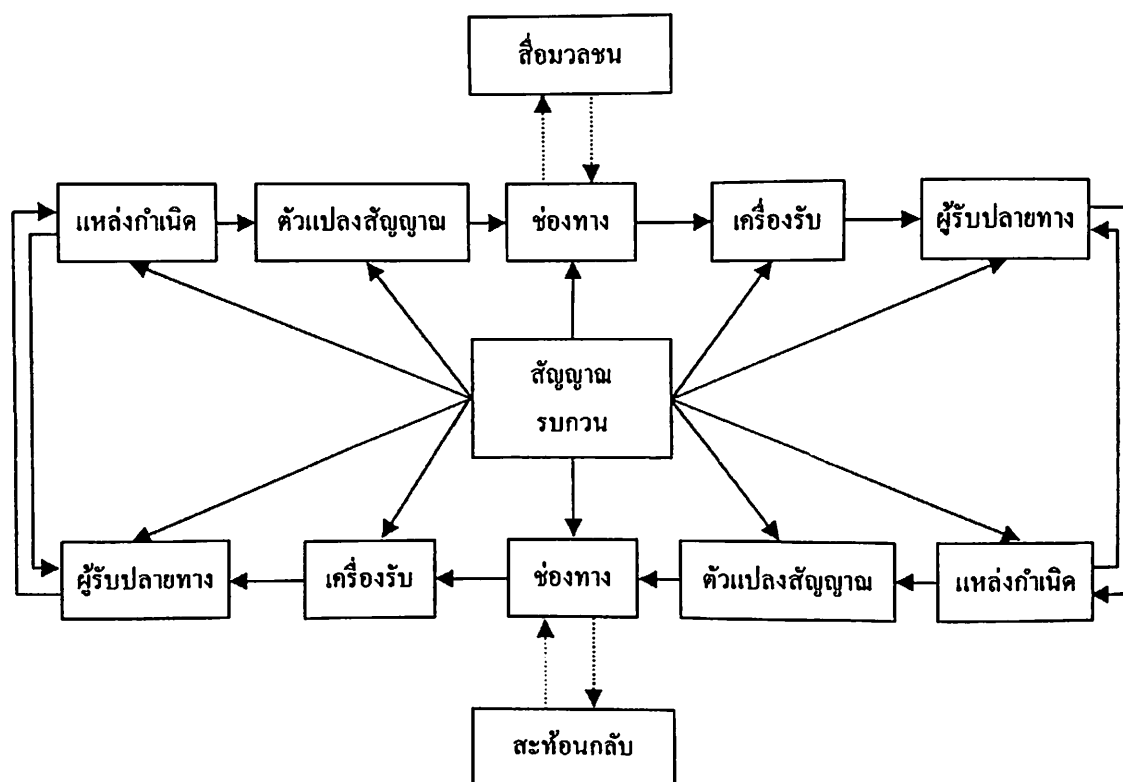 สื่อมวลชน
แหล่งกำเนิด
ตัวแปลงสัญญาณ
ช่องทาง
เครื่องรับ
ผู้รับปลายทาง
สัญญาณ
รบกวน
ผู้รับปลายทาง
เครื่องรับ
ช่องทาง
ตัวแปลงสัญญาณ
แหล่งกำเนิด
สะท้อนกลับ